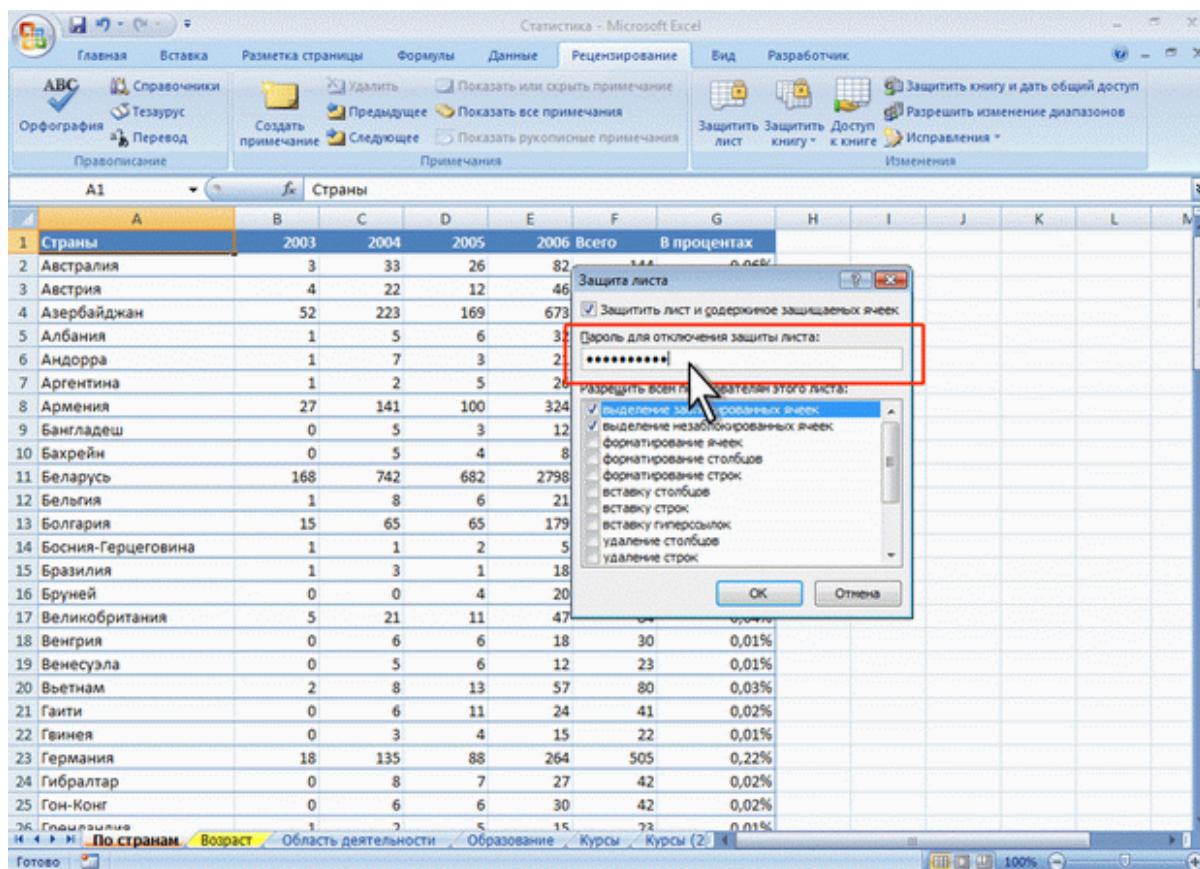 Статистика - Microsoft Excel
Главная Вставка Разметка страницы Формулы Данные Рецензирование Вид Разработчик
ABC Орфография
Справочники
Тезаурус
Перевод
Правописание
Создать примечание
Удалить
Предыдущее
Следующее
Показать или скрыть примечание
Показать все примечания
Показать рукописные примечания
Примечания
Защитить лист
Защитить книгу
Доступ к книге
Защитить книгу и дать общий доступ
Разрешить изменение диапазонов
Исправления
Изменения
A1 fx Страны
A B C D E F G H I J K L M
1 Страны 2003 2004 2005 2006 Всего В процентах
2 Австралия 3 33 26 82
3 Австрия 4 22 12 46
4 Азербайджан 52 223 169 673
5 Албания 1 5 6
6 Андорра 1 7 3
7 Аргентина 1 2 5
8 Армения 27 141 100 324
9 Бангладеш 0 5 3 12
10 Бахрейн 0 5 4 8
11 Беларусь 168 742 682 2798
12 Бельгия 1 8 6 21
13 Болгария 15 65 65 179
14 Босния-Герцеговина 1 1 2 5
15 Бразилия 1 3 1 18
16 Бруней 0 0 4 20
17 Великобритания 5 21 11 47
18 Венгрия 0 6 6 18 30 0,01%
19 Венесуэла 0 5 6 12 23 0,01%
20 Вьетнам 2 8 13 57 80 0,03%
21 Гаити 0 6 11 24 41 0,02%
22 Гвинея 0 3 4 15 22 0,01%
23 Германия 18 135 88 264 505 0,22%
24 Гибралтар 0 8 7 27 42 0,02%
25 Гон-Конг 0 6 6 30 42 0,02%
Защита листа
Защитить лист и содержимое защищаемых ячеек
Пароль для отключения защиты листа:
••••••••••
Разрешить всем этого листа:
выделение ячеек
выделение незаблокированных ячеек
форматирование ячеек
форматирование столбцов
форматирование строк
вставку столбцов
вставку строк
вставку гиперссылок
удаление столбцов
удаление строк
ОК Отмена
По странам Возраст Область деятельности Образование Курсы Курсы (2
Готово 100%